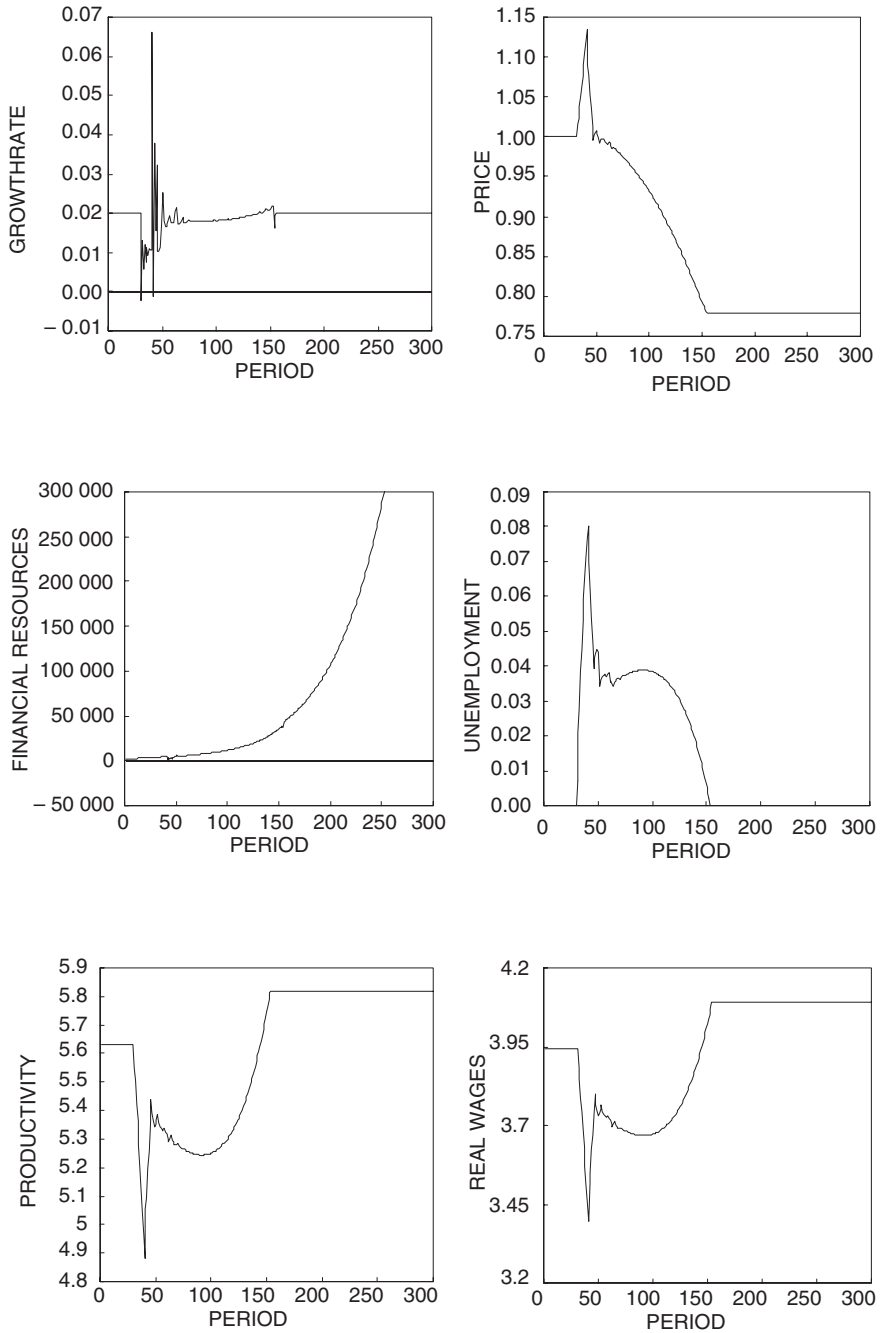 0.07
0.06
0.05
0.04
0.03
0.02
0.01
0.00
– 0.01
GROWTHRATE
0 50 100 150 200 250 300
PERIOD
1.15
1.10
1.05
1.00
0.95
0.90
0.85
0.80
0.75
PRICE
0 50 100 150 200 250 300
PERIOD
300 000
250 000
200 000
150 000
100 000
50 000
0
– 50 000
FINANCIAL RESOURCES
0 50 100 150 200 250 300
PERIOD
0.09
0.08
0.07
0.06
0.05
0.04
0.03
0.02
0.01
0.00
UNEMPLOYMENT
0 50 100 150 200 250 300
PERIOD
5.9
5.8
5.7
5.6
5.5
5.4
5.3
5.2
5.1
5
4.9
4.8
PRODUCTIVITY
0 50 100 150 200 250 300
PERIOD
4.2
3.95
3.7
3.45
3.2
REAL WAGES
0 50 100 150 200 250 300
PERIOD